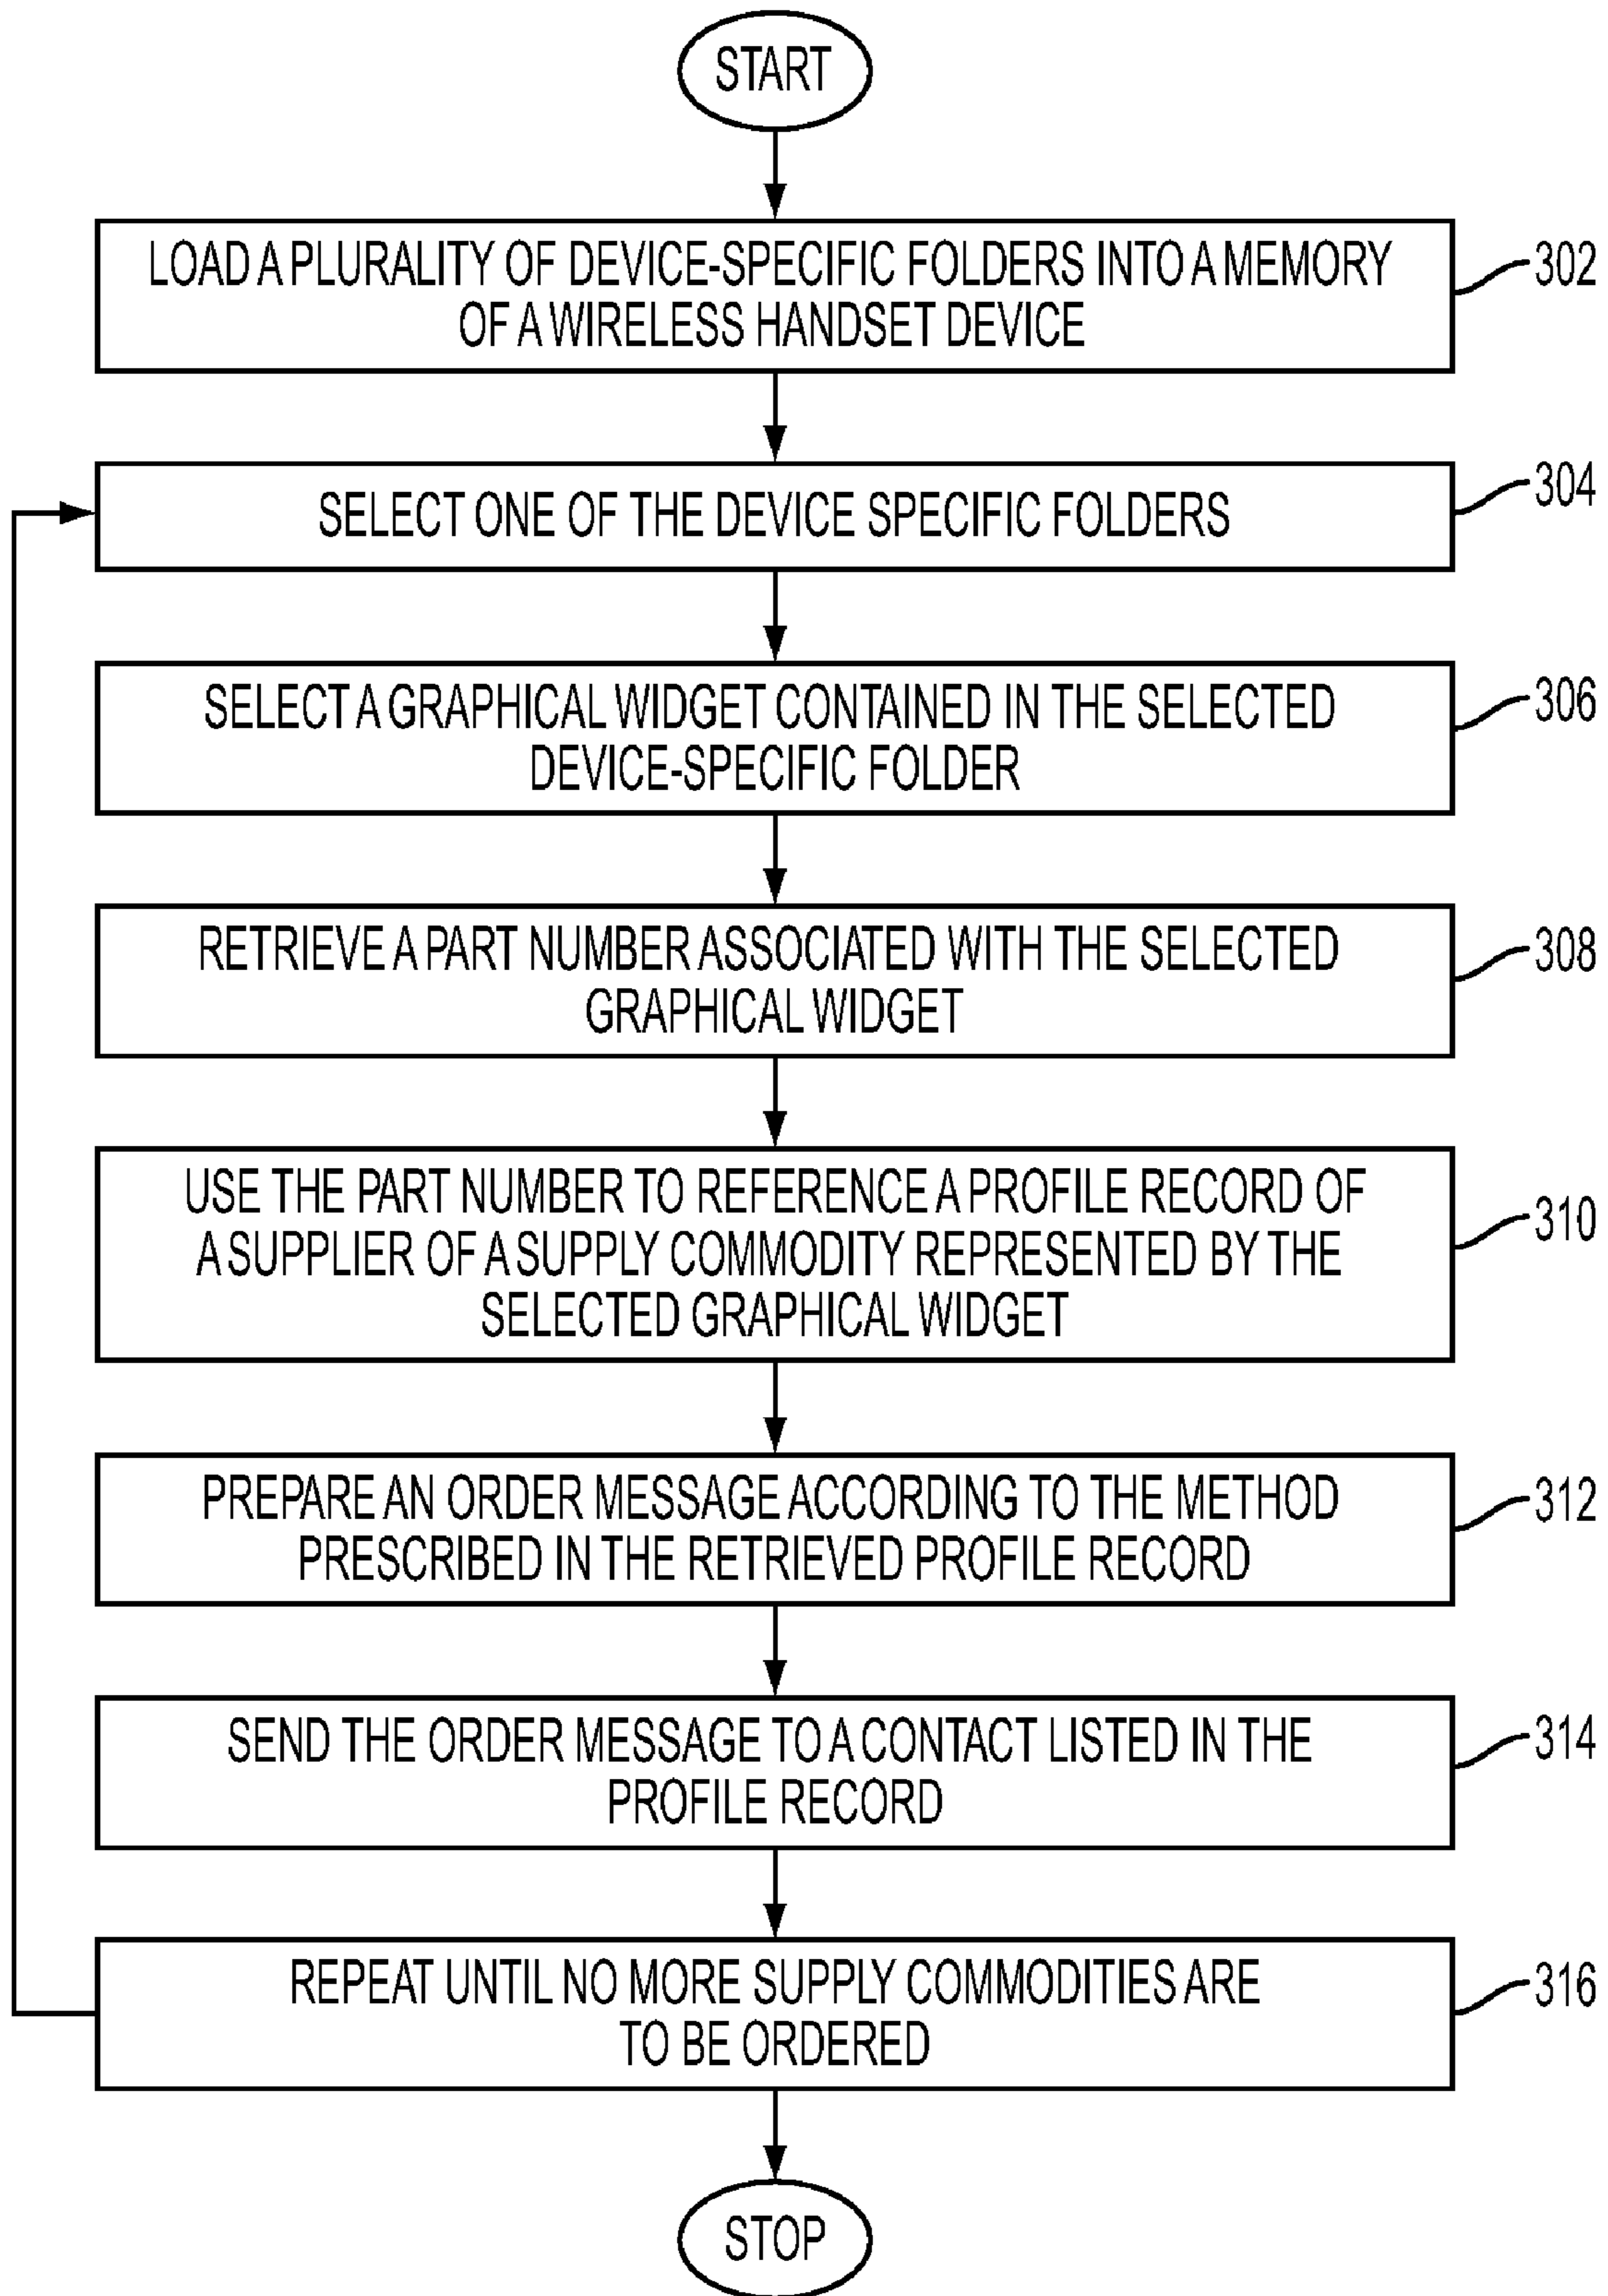 START
LOAD A PLURALITY OF DEVICE-SPECIFIC FOLDERS INTO A MEMORY
OF A WIRELESS HANDSET DEVICE
302
SELECT ONE OF THE DEVICE SPECIFIC FOLDERS
304
SELECT A GRAPHICAL WIDGET CONTAINED IN THE SELECTED
DEVICE-SPECIFIC FOLDER
306
RETRIEVE A PART NUMBER ASSOCIATED WITH THE SELECTED
GRAPHICAL WIDGET
308
USE THE PART NUMBER TO REFERENCE A PROFILE RECORD OF
A SUPPLIER OF A SUPPLY COMMODITY REPRESENTED BY THE
SELECTED GRAPHICAL WIDGET
310
PREPARE AN ORDER MESSAGE ACCORDING TO THE METHOD
PRESCRIBED IN THE RETRIEVED PROFILE RECORD
312
SEND THE ORDER MESSAGE TO A CONTACT LISTED IN THE
PROFILE RECORD
314
REPEAT UNTIL NO MORE SUPPLY COMMODITIES ARE
TO BE ORDERED
316
STOP